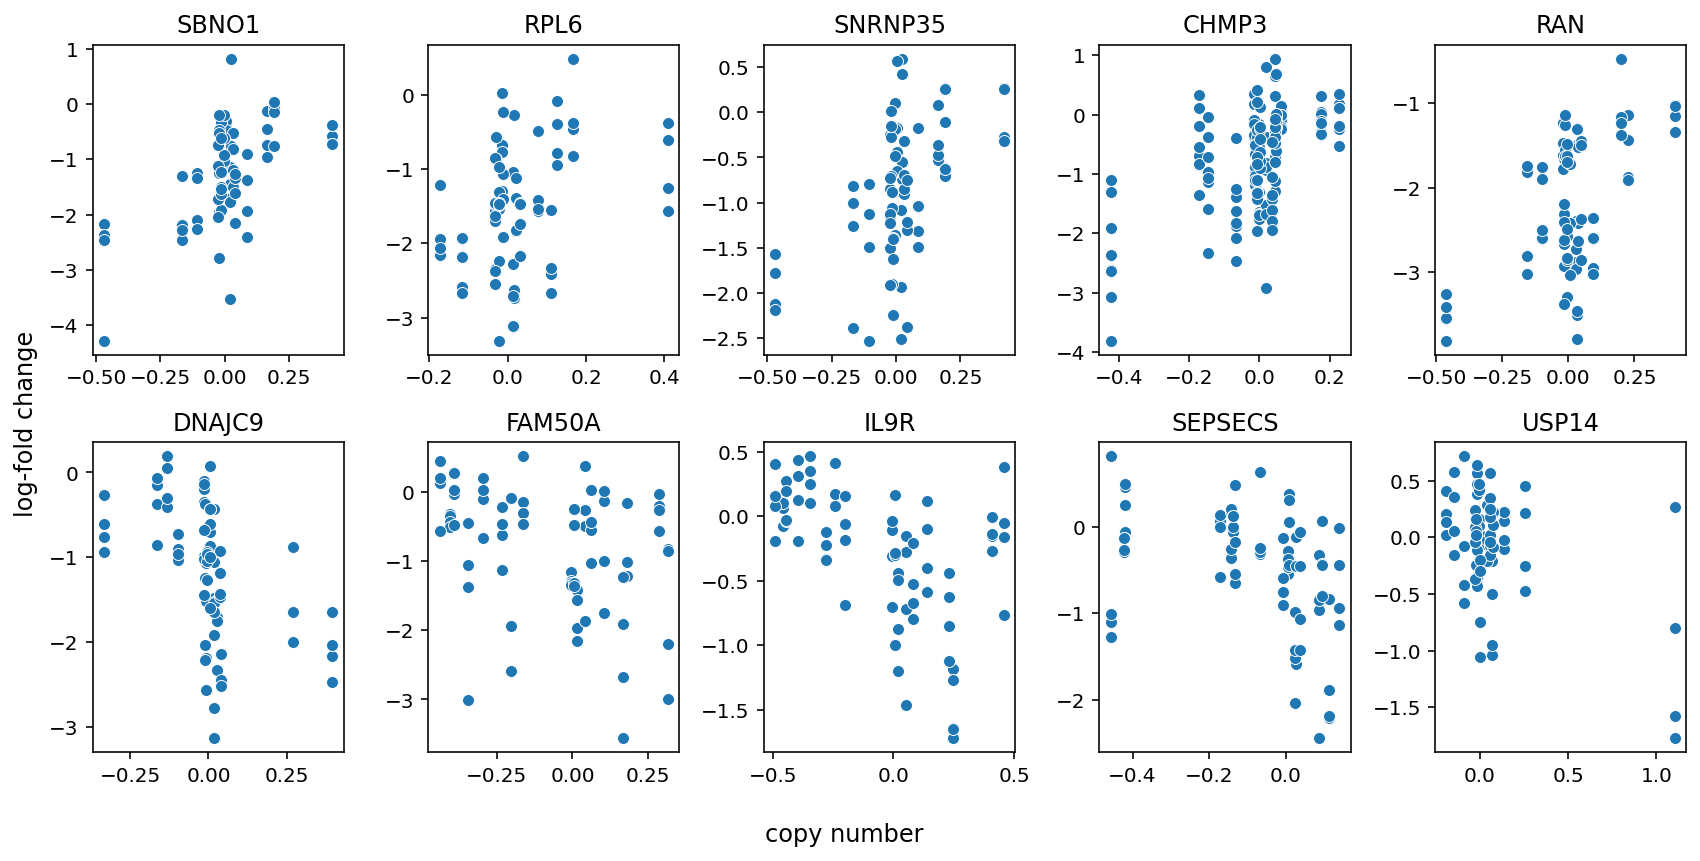 SBNO1 RPL6 SNRNP35 CHMP3 RAN
1 0 −1 −2 −3 −4
−0.50 −0.25 0.00 0.25
0 −1 −2 −3
−0.2 0.0 0.2 0.4
0.5 0.0 −0.5 −1.0 −1.5 −2.0 −2.5
−0.50 −0.25 0.00 0.25
1 0 −1 −2 −3 −4
−0.4 −0.2 0.0 0.2
−1 −2 −3
−0.50 −0.25 0.00 0.25
log-fold change
DNAJC9 FAM50A IL9R SEPSECS USP14
0 −1 −2 −3
−0.25 0.00 0.25
0 −1 −2 −3
−0.25 0.00 0.25
0.5 0.0 −0.5 −1.0 −1.5
−0.5 0.0 0.5
0 −1 −2
−0.4 −0.2 0.0
0.5 0.0 −0.5 −1.0 −1.5
0.0 0.5 1.0
copy number